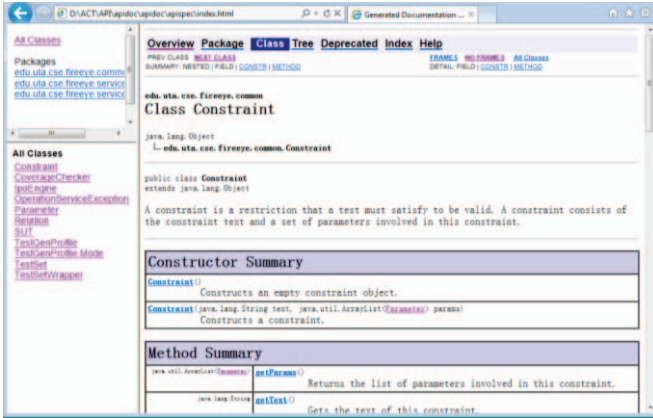 D:\ACT\API\apidoc\apidoc\apispec\index.html
Generated Documentation ...
All Classes
Packages
edu.uta.cse.fireeye.commo
edu.uta.cse.fireeye.service
edu.uta.cse.fireeye.service
All Classes
Constraint
CoverageChecker
IpoEngine
OperationServiceException
Parameter
Relation
SUT
TestGenProfile
TestGenProfile.Mode
TestSet
TestSetWrapper
Overview Package Class Tree Deprecated Index Help
PREV CLASS NEXT CLASS FRAMES NO FRAMES All Classes
SUMMARY: NESTED | FIELD | CONSTR | METHOD DETAIL: FIELD | CONSTR | METHOD
edu.uta.cse.fireeye.common
Class Constraint
java.lang.Object
edu.uta.cse.fireeye.common.Constraint
public class Constraint
extends java.lang.Object
A constraint is a restriction that a test must satisfy to be valid. A constraint consists of
the constraint text and a set of parameters involved in this constraint.
Constructor Summary
Constraint()
Constructs an empty constraint object.
Constraint(java.lang.String text, java.util.ArrayList<Parameter> params)
Constructs a constraint.
Method Summary
java.util.ArrayList<Parameter> getParams()
Returns the list of parameters involved in this constraint.
java.lang.String getText()
Gets the text of this constraint.